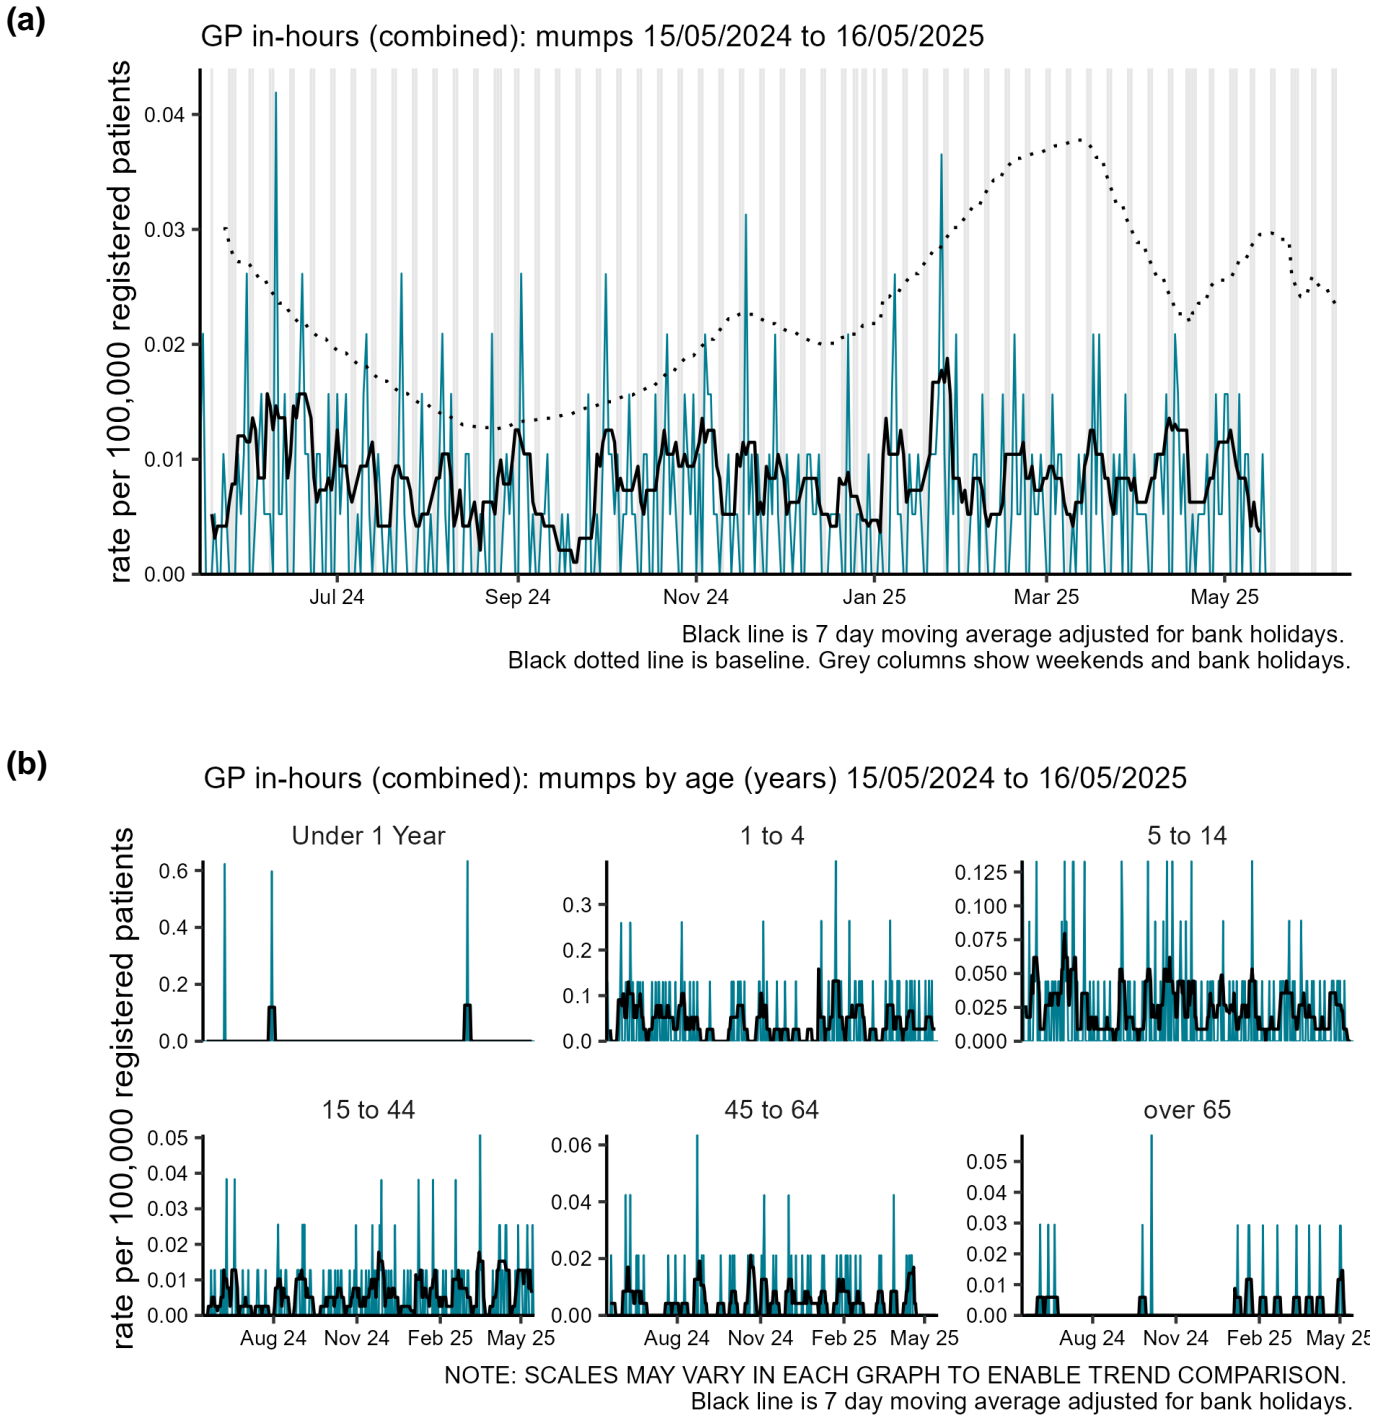 (a)
GP in-hours (combined): mumps 15/05/2024 to 16/05/2025
rate per 100,000 registered patients
0.04
0.03
0.02
0.01
0.00
Jul 24
Sep 24
Nov 24
Jan 25
Mar 25
May 25
Black line is 7 day moving average adjusted for bank holidays.
Black dotted line is baseline. Grey columns show weekends and bank holidays.
(b)
GP in-hours (combined): mumps by age (years) 15/05/2024 to 16/05/2025
rate per 100,000 registered patients
Under 1 Year
0.6
0.4
0.2
0.0
1 to 4
0.3
0.2
0.1
0.0
5 to 14
0.125
0.100
0.075
0.050
0.025
0.000
15 to 44
0.05
0.04
0.03
0.02
0.01
0.00
Aug 24
Nov 24
Feb 25
May 25
45 to 64
0.06
0.04
0.02
0.00
Aug 24
Nov 24
Feb 25
May 25
over 65
0.05
0.04
0.03
0.02
0.01
0.00
Aug 24
Nov 24
Feb 25
May 25
NOTE: SCALES MAY VARY IN EACH GRAPH TO ENABLE TREND COMPARISON.
Black line is 7 day moving average adjusted for bank holidays.